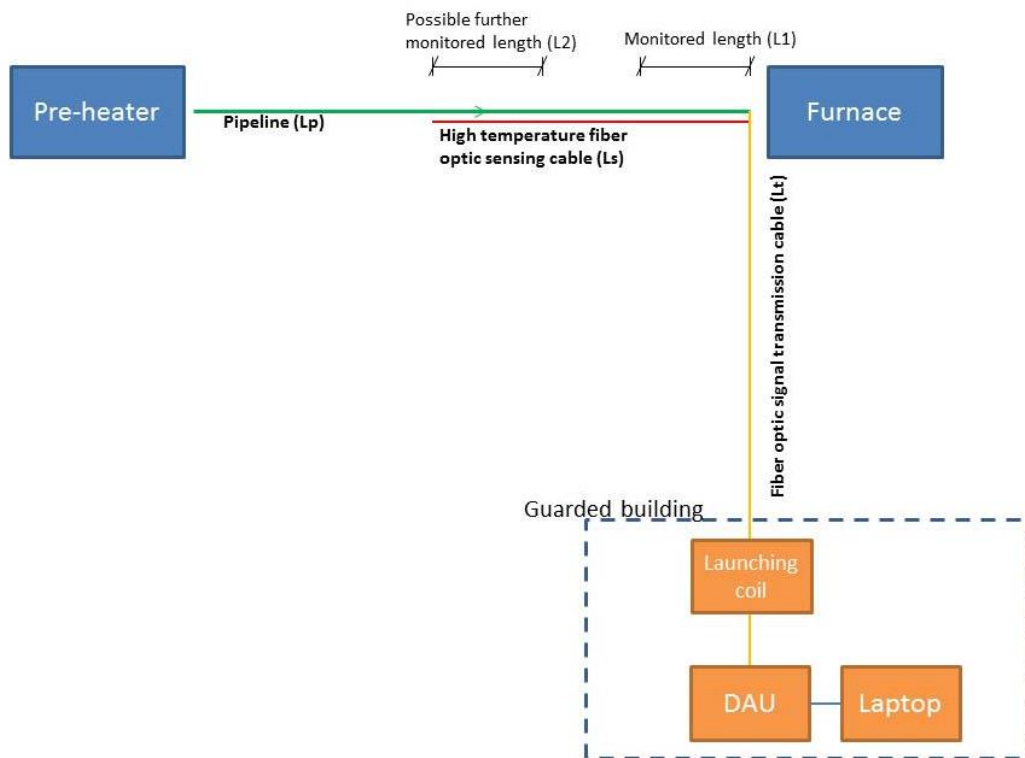 Possible further
monitored length (L2)
Monitored length (L1)
Pre-heater
Furnace
Pipeline (Lp)
High temperature fiber
optic sensing cable (Ls)
Fiber optic signal transmission cable (Lt)
Guarded building
Launching
coil
DAU
Laptop